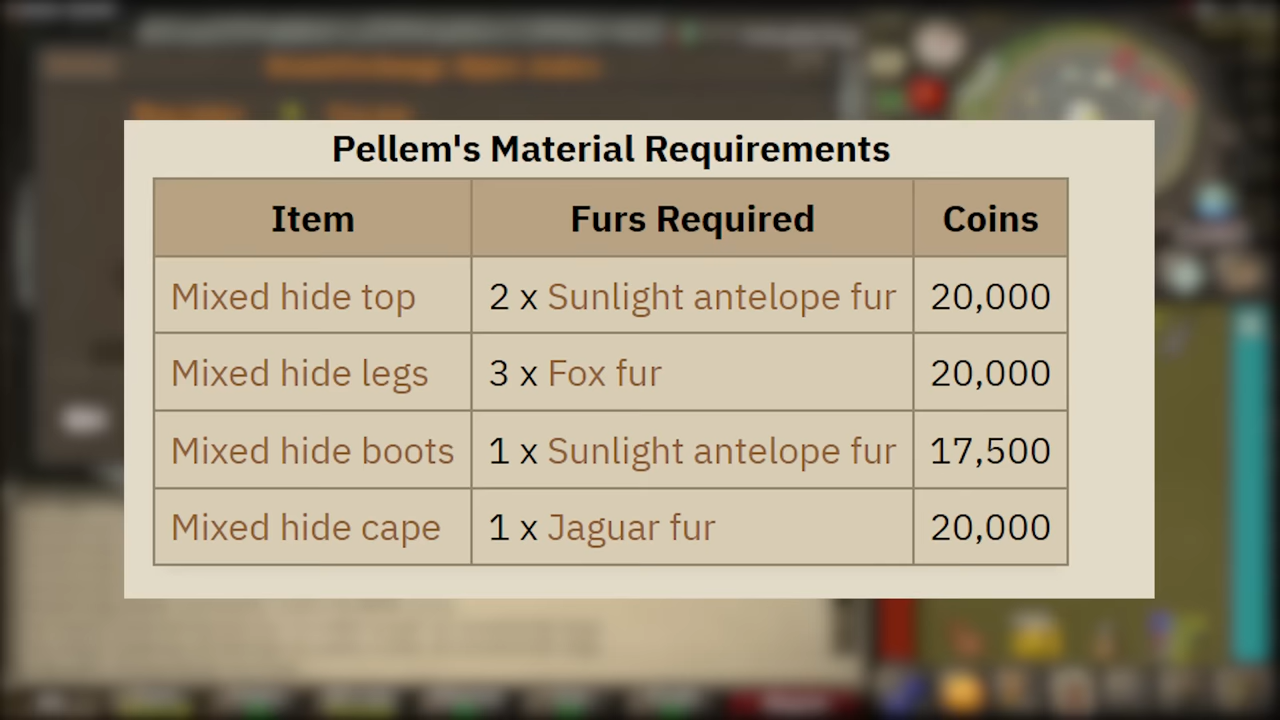 Pellem's Material Requirements
Item Furs Required Coins
Mixed hide top 2 x Sunlight antelope fur 20,000
Mixed hide legs 3 x Fox fur 20,000
Mixed hide boots 1 x Sunlight antelope fur 17,500
Mixed hide cape 1 x Jaguar fur 20,000